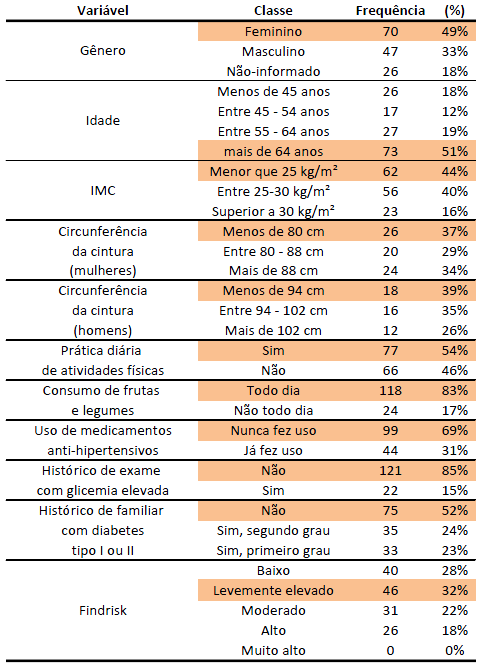 Variável Classe Frequência (%)
Feminino 70 49%
Gênero Masculino 47 33%
Não-informado 26 18%
Menos de 45 anos 26 18%
Entre 45 - 54 anos 17 12%
Idade
Entre 55 - 64 anos 27 19%
mais de 64 anos 73 51%
Menor que 25 kg/m² 62 44%
IMC Entre 25-30 kg/m² 56 40%
Superior a 30 kg/m² 23 16%
Circunferência Menos de 80 cm 26 37%
da cintura Entre 80 - 88 cm 20 29%
(mulheres) Mais de 88 cm 24 34%
Circunferência Menos de 94 cm 18 39%
da cintura Entre 94 - 102 cm 16 35%
(homens) Mais de 102 cm 12 26%
Prática diária Sim 77 54%
de atividades físicas Não 66 46%
Consumo de frutas Todo dia 118 83%
e legumes Não todo dia 24 17%
Uso de medicamentos Nunca fez uso 99 69%
anti-hipertensivos Já fez uso 44 31%
Histórico de exame Não 121 85%
com glicemia elevada Sim 22 15%
Histórico de familiar Não 75 52%
com diabetes Sim, segundo grau 35 24%
tipo I ou II Sim, primeiro grau 33 23%
Baixo 40 28%
Levemente elevado 46 32%
Findrisk Moderado 31 22%
Alto 26 18%
Muito alto 0 0%